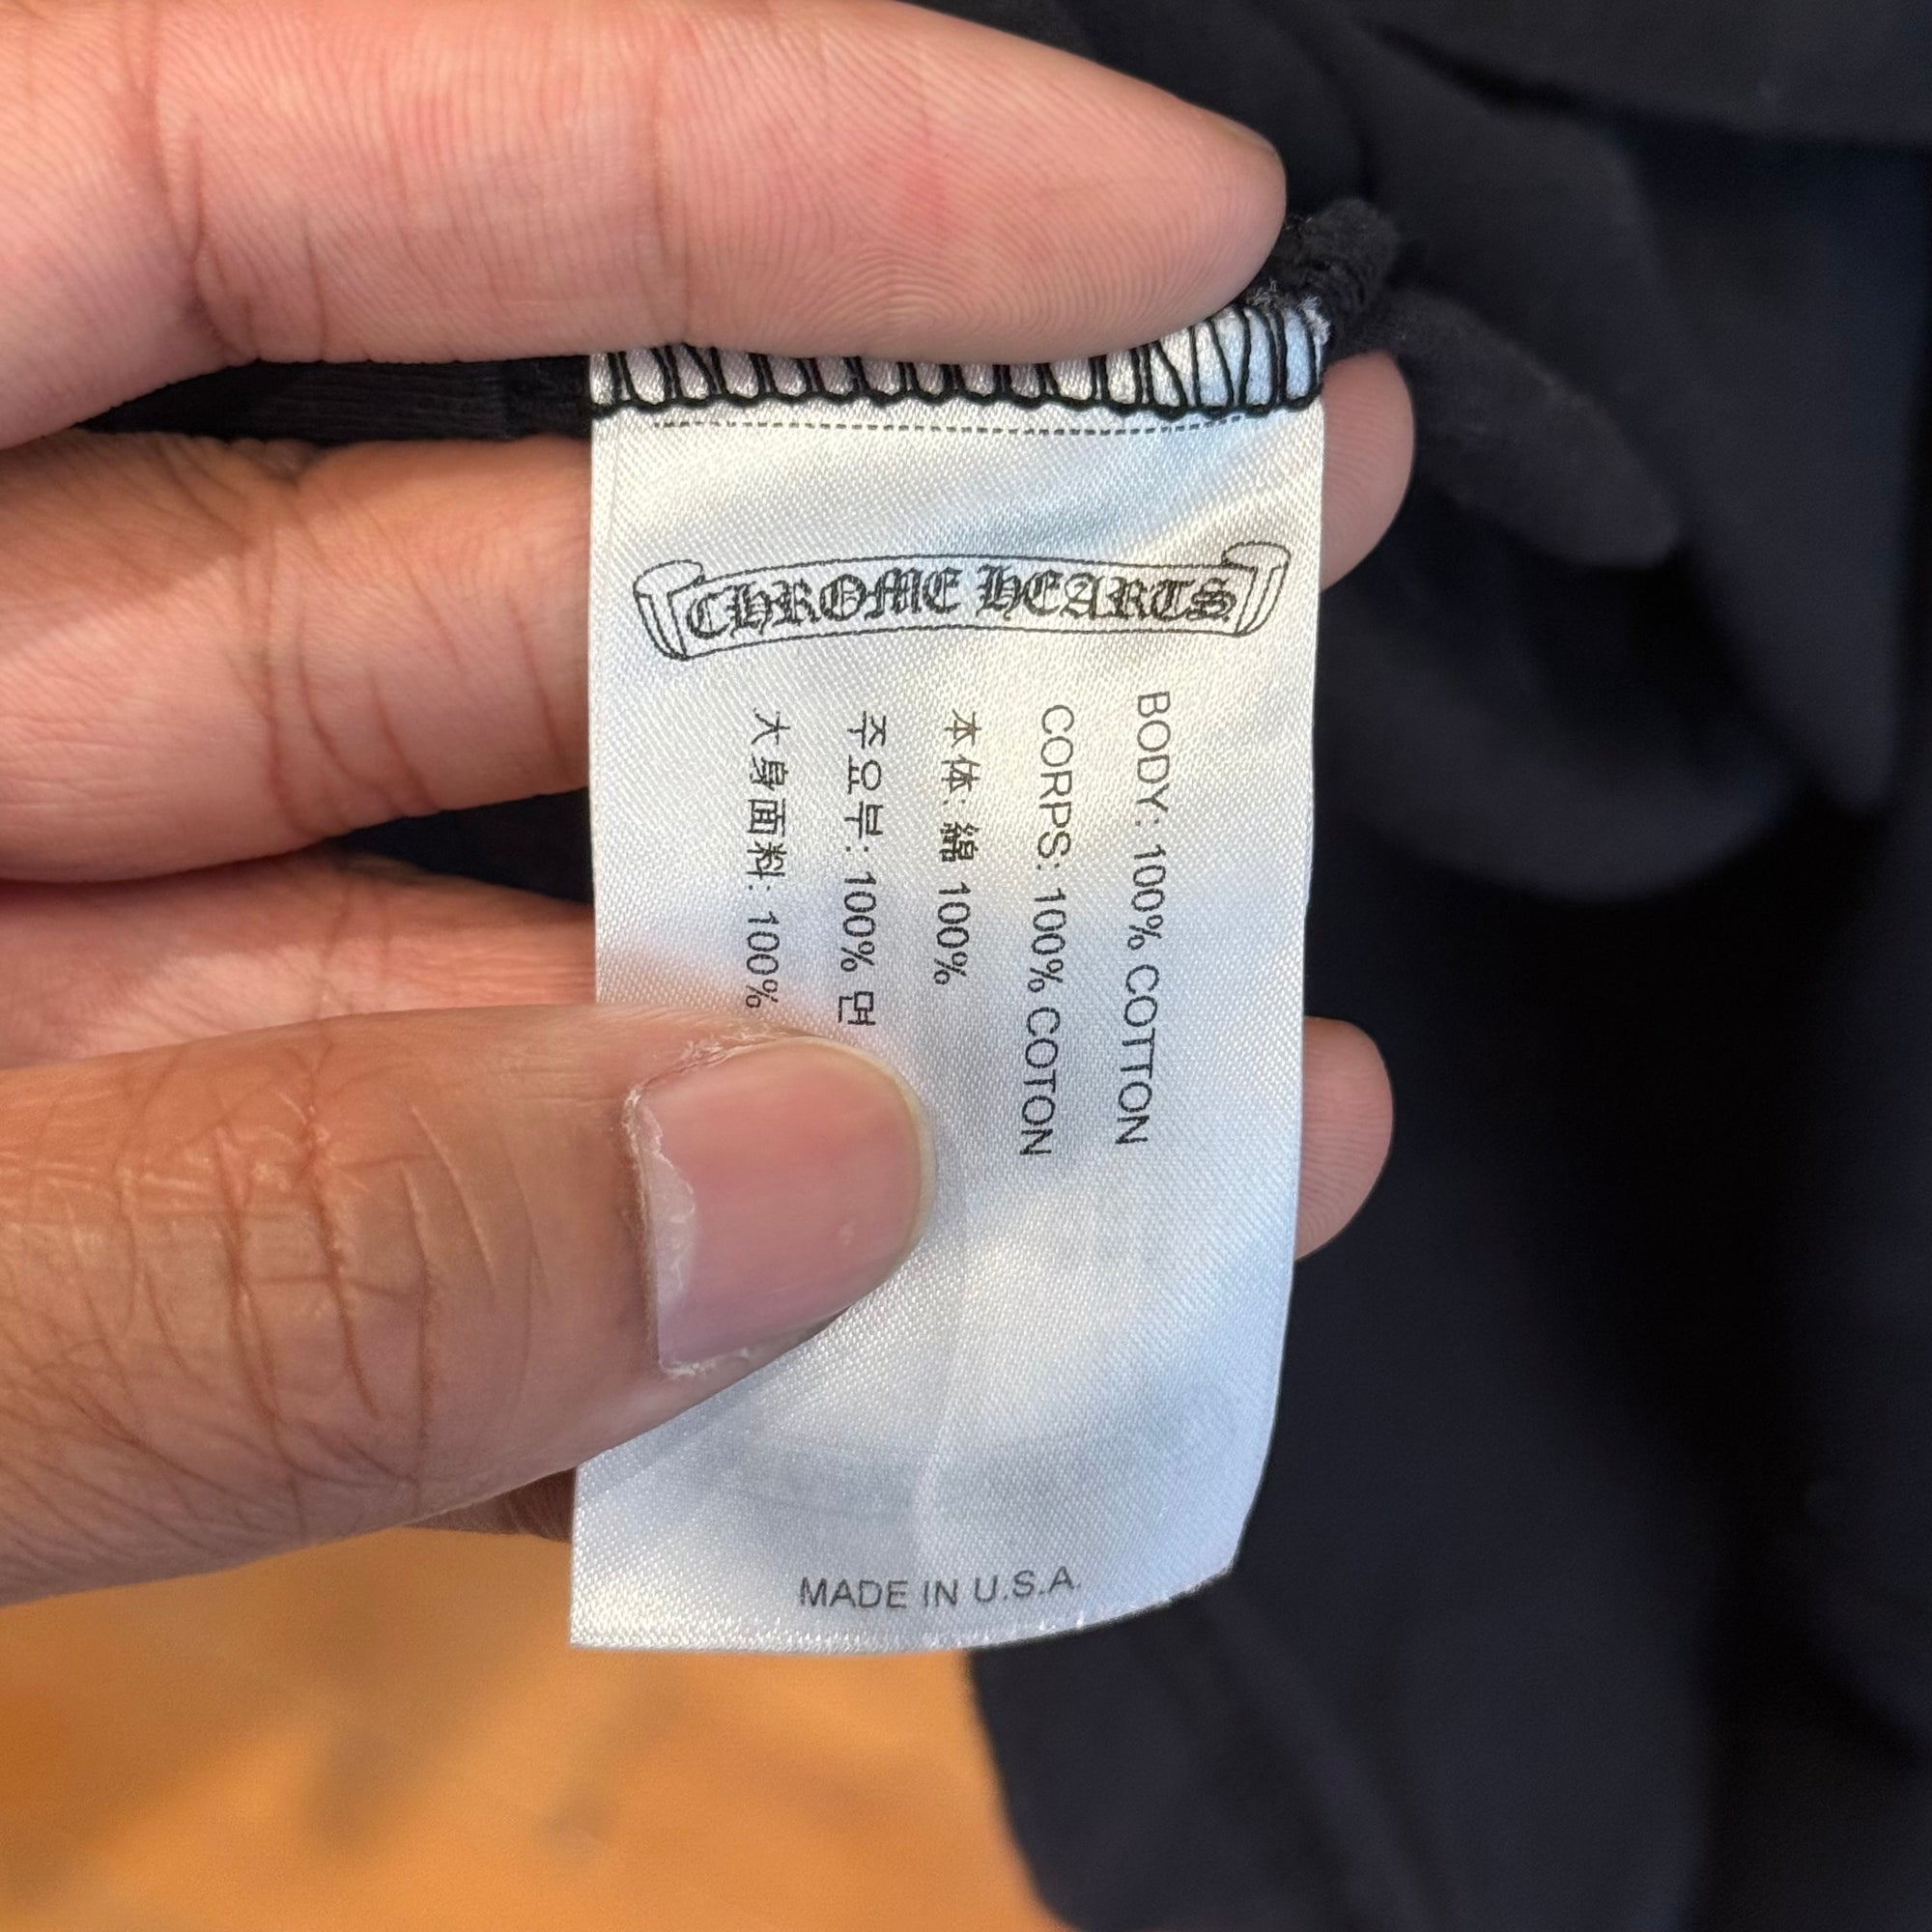 CHROME HEARTS
BODY: 100% COTTON
CORPS: 100% COTON
本体: 綿 100%
주요부: 100% 면
大身面料: 100%
MADE IN U.S.A.